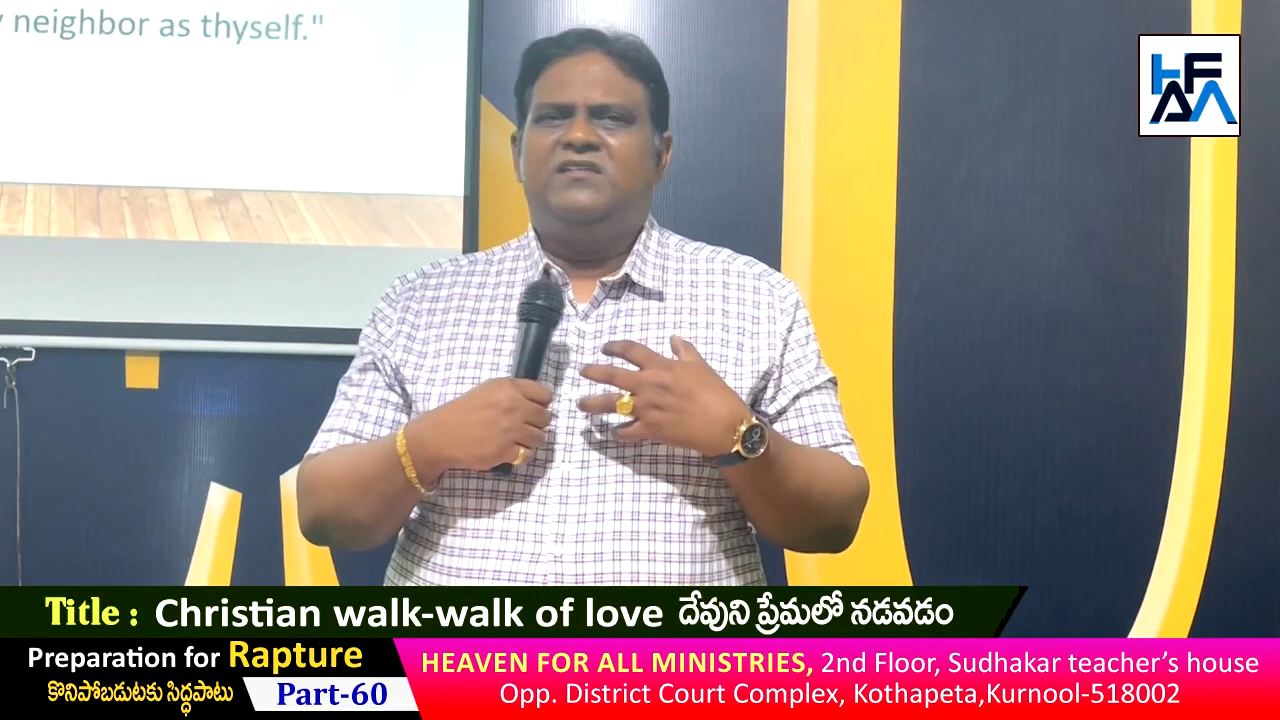 neighbor as thyself."
HFAA
Title : Christian walk-walk of love దేవుని ప్రేమలో నడవడం
Preparation for Rapture
కొనిపోబడుటకు సిద్ధపాటు
Part-60
HEAVEN FOR ALL MINISTRIES, 2nd Floor, Sudhakar teacher’s house
Opp. District Court Complex, Kothapeta,Kurnool-518002